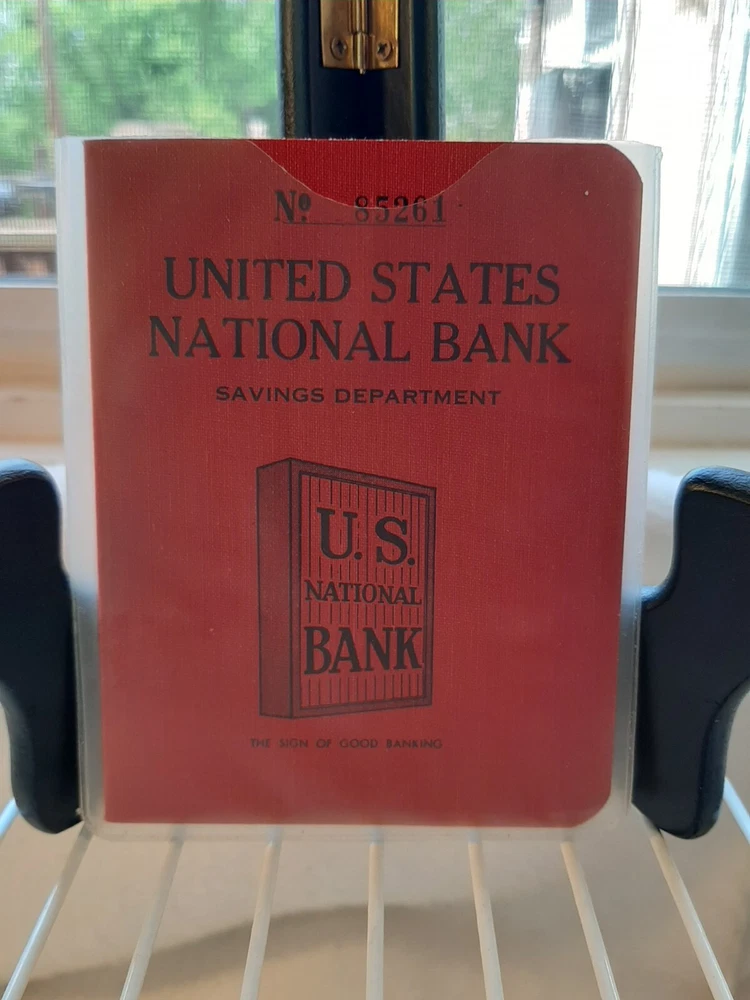 Nº 85261
UNITED STATES
NATIONAL BANK
SAVINGS DEPARTMENT
U.S.
NATIONAL
BANK
THE SIGN OF GOOD BANKING